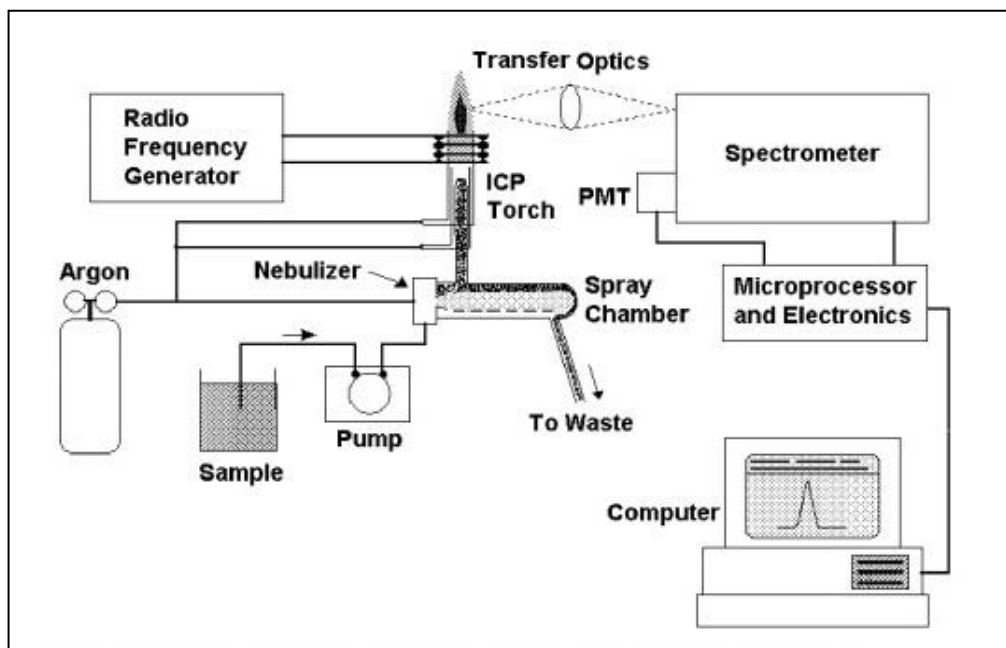 Transfer Optics
Radio
Frequency
Generator
Spectrometer
ICP
Torch
PMT
Argon
Nebulizer
Spray
Chamber
Microprocessor
and Electronics
Pump
To Waste
Sample
Computer